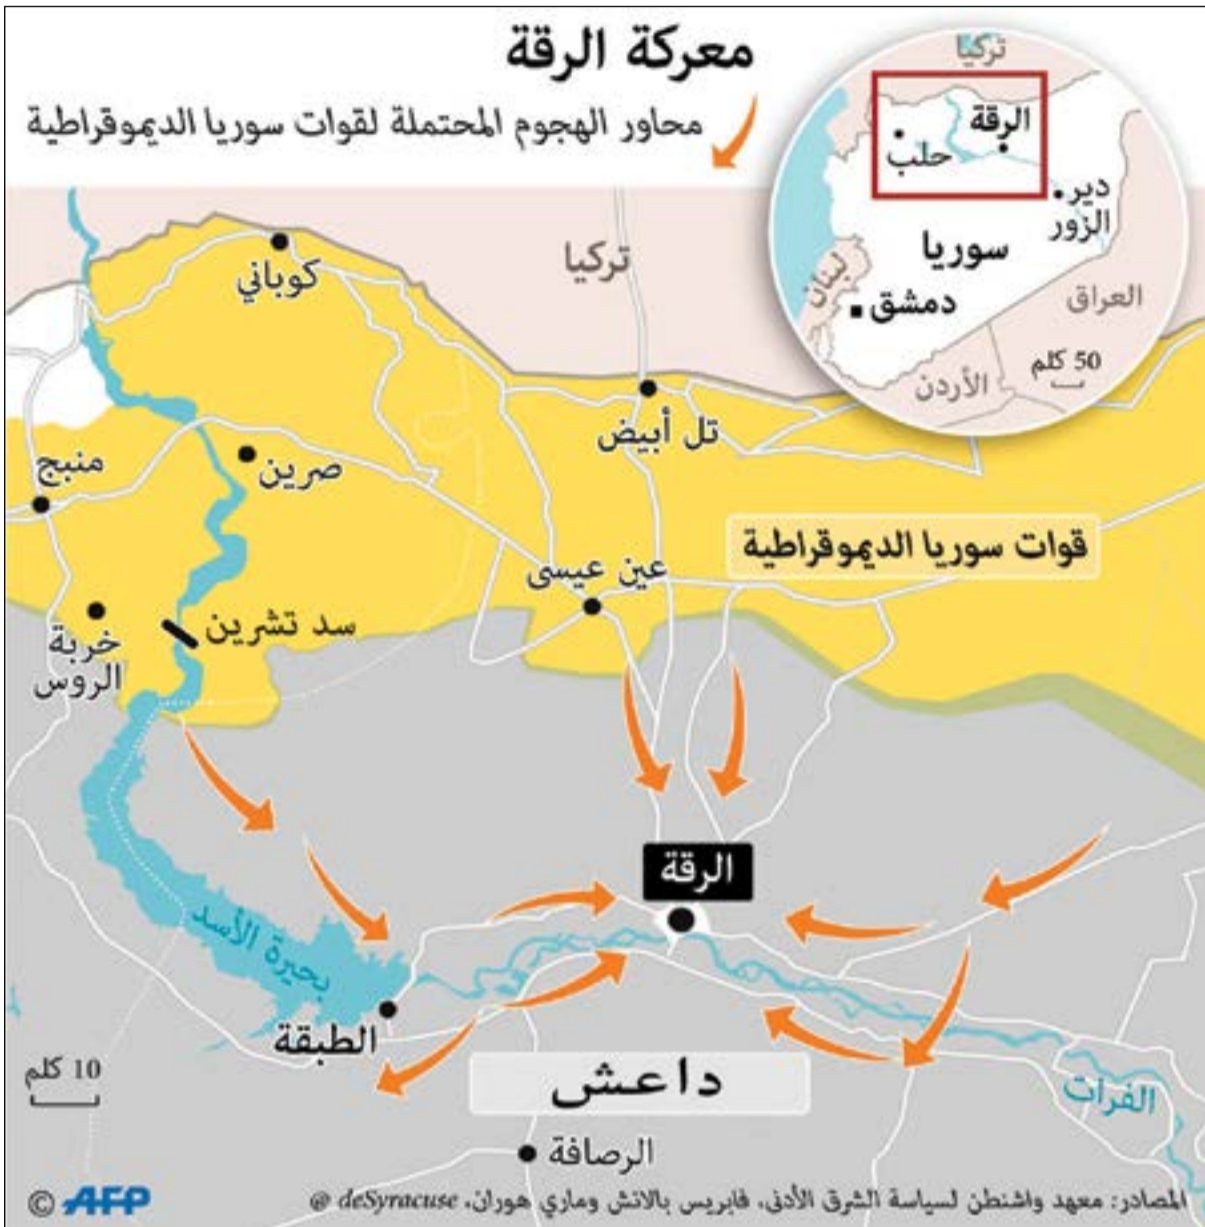 معركة الرقة
محاور الهجوم المحتملة لقوات سوريا الديموقراطية
تركيا
الرقة
حلب
دير
الزور
سوريا
لبنان
دمشق
العراق
الأردن
50 كلم
تركيا
كوباني
تل أبيض
منبج
صرين
قوات سوريا الديموقراطية
عين عيسى
سد تشرين
خربة
الروس
الرقة
بحيرة الأسد
الطبقة
داعش
10 كلم
الفرات
الرصافة
المصادر: معهد واشنطن لسياسة الشرق الأدنى، فابريس بالانش وماري هوران، deSyracuse @
© AFP